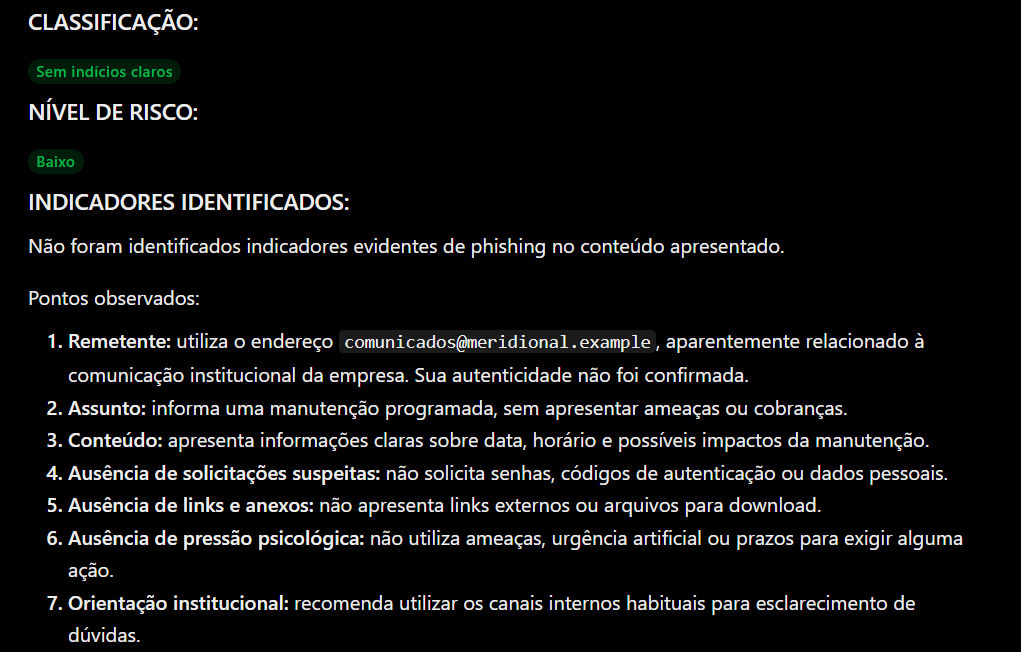 CLASSIFICAÇÃO:
Sem indícios claros
NÍVEL DE RISCO:
Baixo
INDICADORES IDENTIFICADOS:
Não foram identificados indicadores evidentes de phishing no conteúdo apresentado.
Pontos observados:
1. Remetente: utiliza o endereço comunicados@meridional.example, aparentemente relacionado à
comunicação institucional da empresa. Sua autenticidade não foi confirmada.
2. Assunto: informa uma manutenção programada, sem apresentar ameaças ou cobranças.
3. Conteúdo: apresenta informações claras sobre data, horário e possíveis impactos da manutenção.
4. Ausência de solicitações suspeitas: não solicita senhas, códigos de autenticação ou dados pessoais.
5. Ausência de links e anexos: não apresenta links externos ou arquivos para download.
6. Ausência de pressão psicológica: não utiliza ameaças, urgência artificial ou prazos para exigir alguma
ação.
7. Orientação institucional: recomenda utilizar os canais internos habituais para esclarecimento de
dúvidas.